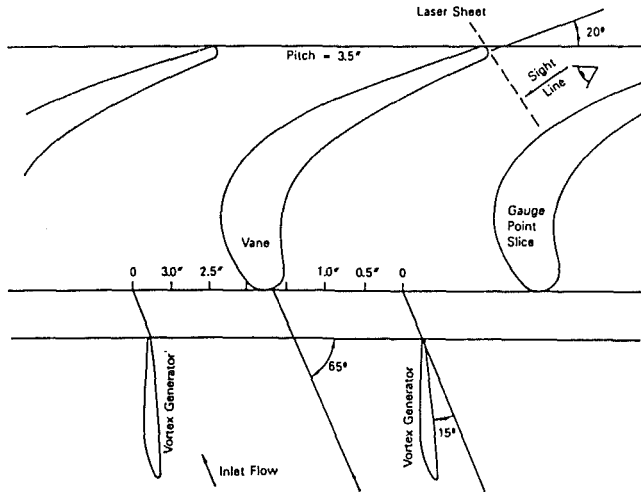 Laser Sheet
20°
Pitch = 3.5"
Sight
Line
Gauge
Point
Slice
Vane
0
3.0"
2.5"
1.0"
0.5"
0
65°
Vortex Generator
Vortex Generator
15°
Inlet Flow